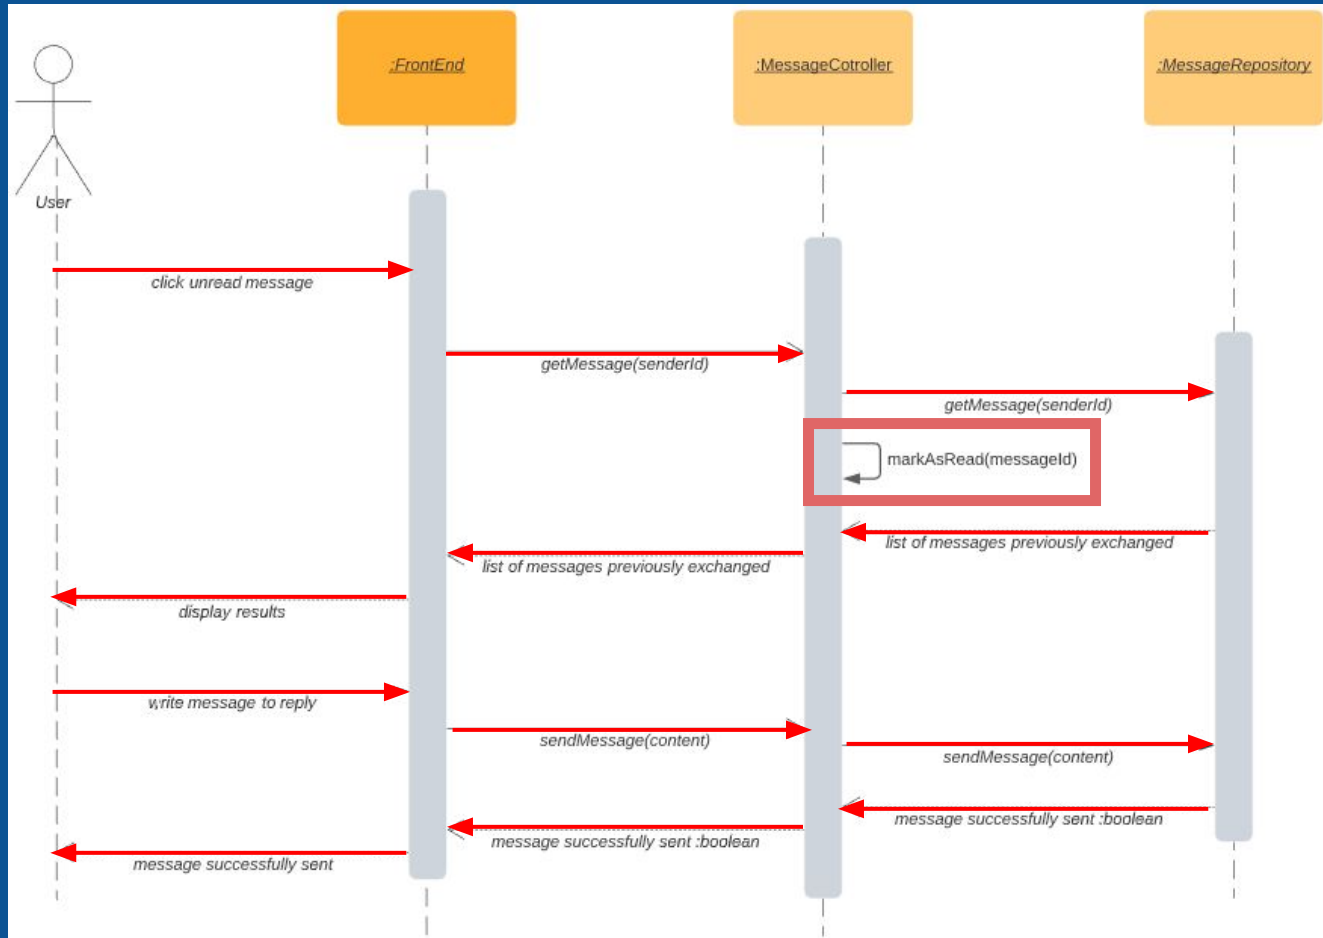 :FrontEnd
:MessageCotroller
:MessageRepository
User
click unread message
getMessage(senderId)
getMessage(senderId)
markAsRead(messageId)
list of messages previously exchanged
list of messages previously exchanged
display results
write message to reply
sendMessage(content)
sendMessage(content)
message successfully sent :boolean
message successfully sent :boolean
message successfully sent